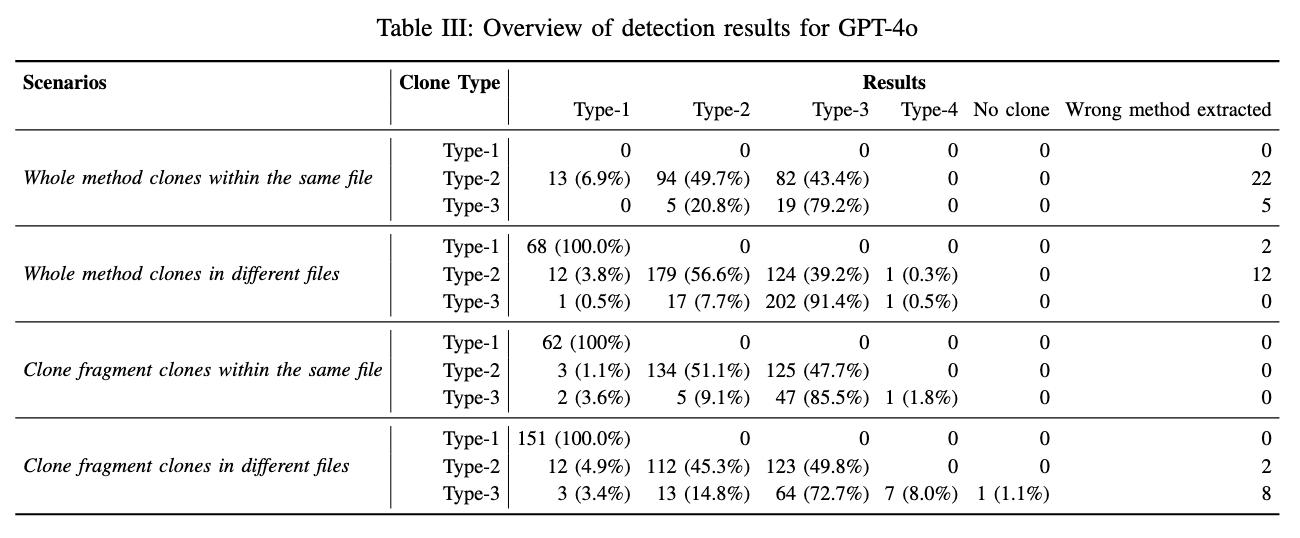 Table III: Overview of detection results for GPT-4o
Scenarios Clone Type Results
Type-1 Type-2 Type-3 Type-4 No clone Wrong method extracted
Type-1 0 0 0 0 0 0
Whole method clones within the same file Type-2 13 (6.9%) 94 (49.7%) 82 (43.4%) 0 0 22
Type-3 0 5 (20.8%) 19 (79.2%) 0 0 5
Type-1 68 (100.0%) 0 0 0 0 2
Whole method clones in different files Type-2 12 (3.8%) 179 (56.6%) 124 (39.2%) 1 (0.3%) 0 12
Type-3 1 (0.5%) 17 (7.7%) 202 (91.4%) 1 (0.5%) 0 0
Type-1 62 (100%) 0 0 0 0 0
Clone fragment clones within the same file Type-2 3 (1.1%) 134 (51.1%) 125 (47.7%) 0 0 0
Type-3 2 (3.6%) 5 (9.1%) 47 (85.5%) 1 (1.8%) 0 0
Type-1 151 (100.0%) 0 0 0 0 0
Clone fragment clones in different files Type-2 12 (4.9%) 112 (45.3%) 123 (49.8%) 0 0 2
Type-3 3 (3.4%) 13 (14.8%) 64 (72.7%) 7 (8.0%) 1 (1.1%) 8